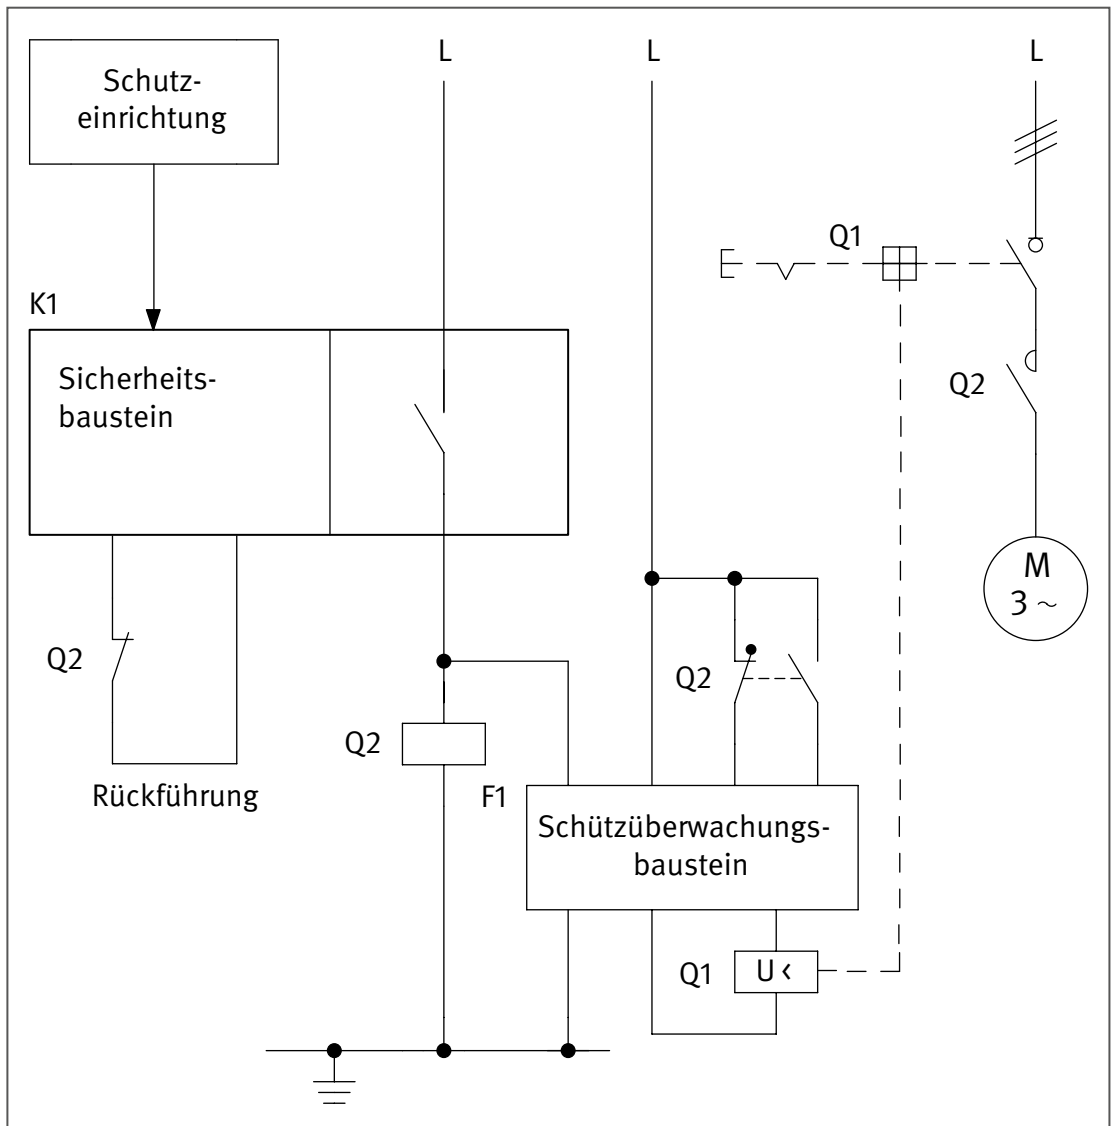 L
L
L
Schutz-
einrichtung
Q1
K1
Sicherheits-
baustein
Q2
M
3 ~
Q2
Q2
Q2
Rückführung
F1
Schützüberwachungs-
baustein
Q1
U <